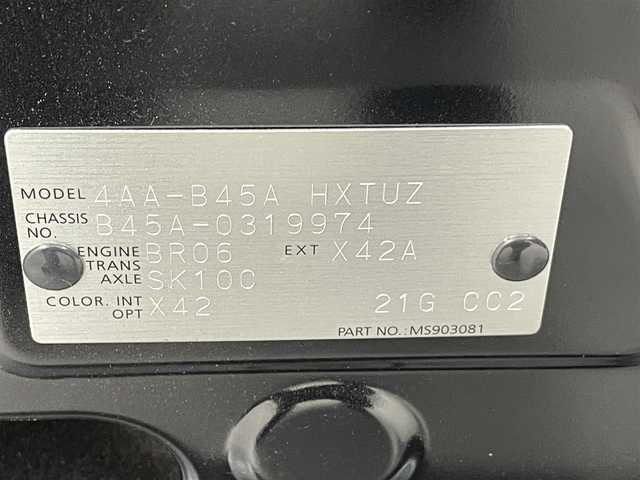 MODEL 4AA-B45A HXTUZ
CHASSIS NO. B45A-0319974
ENGINE BR06 EXT X42A
TRANS AXLE SK10C
COLOR. INT OPT X42 21G CC2
PART NO.:MS903081